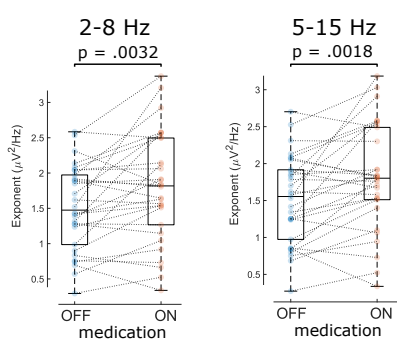 2-8 Hz
p = .0032
Exponent (μV²/Hz)
3
2.5
2
1.5
1
0.5
OFF ON
medication
5-15 Hz
p = .0018
Exponent (μV²/Hz)
3
2.5
2
1.5
1
0.5
OFF ON
medication